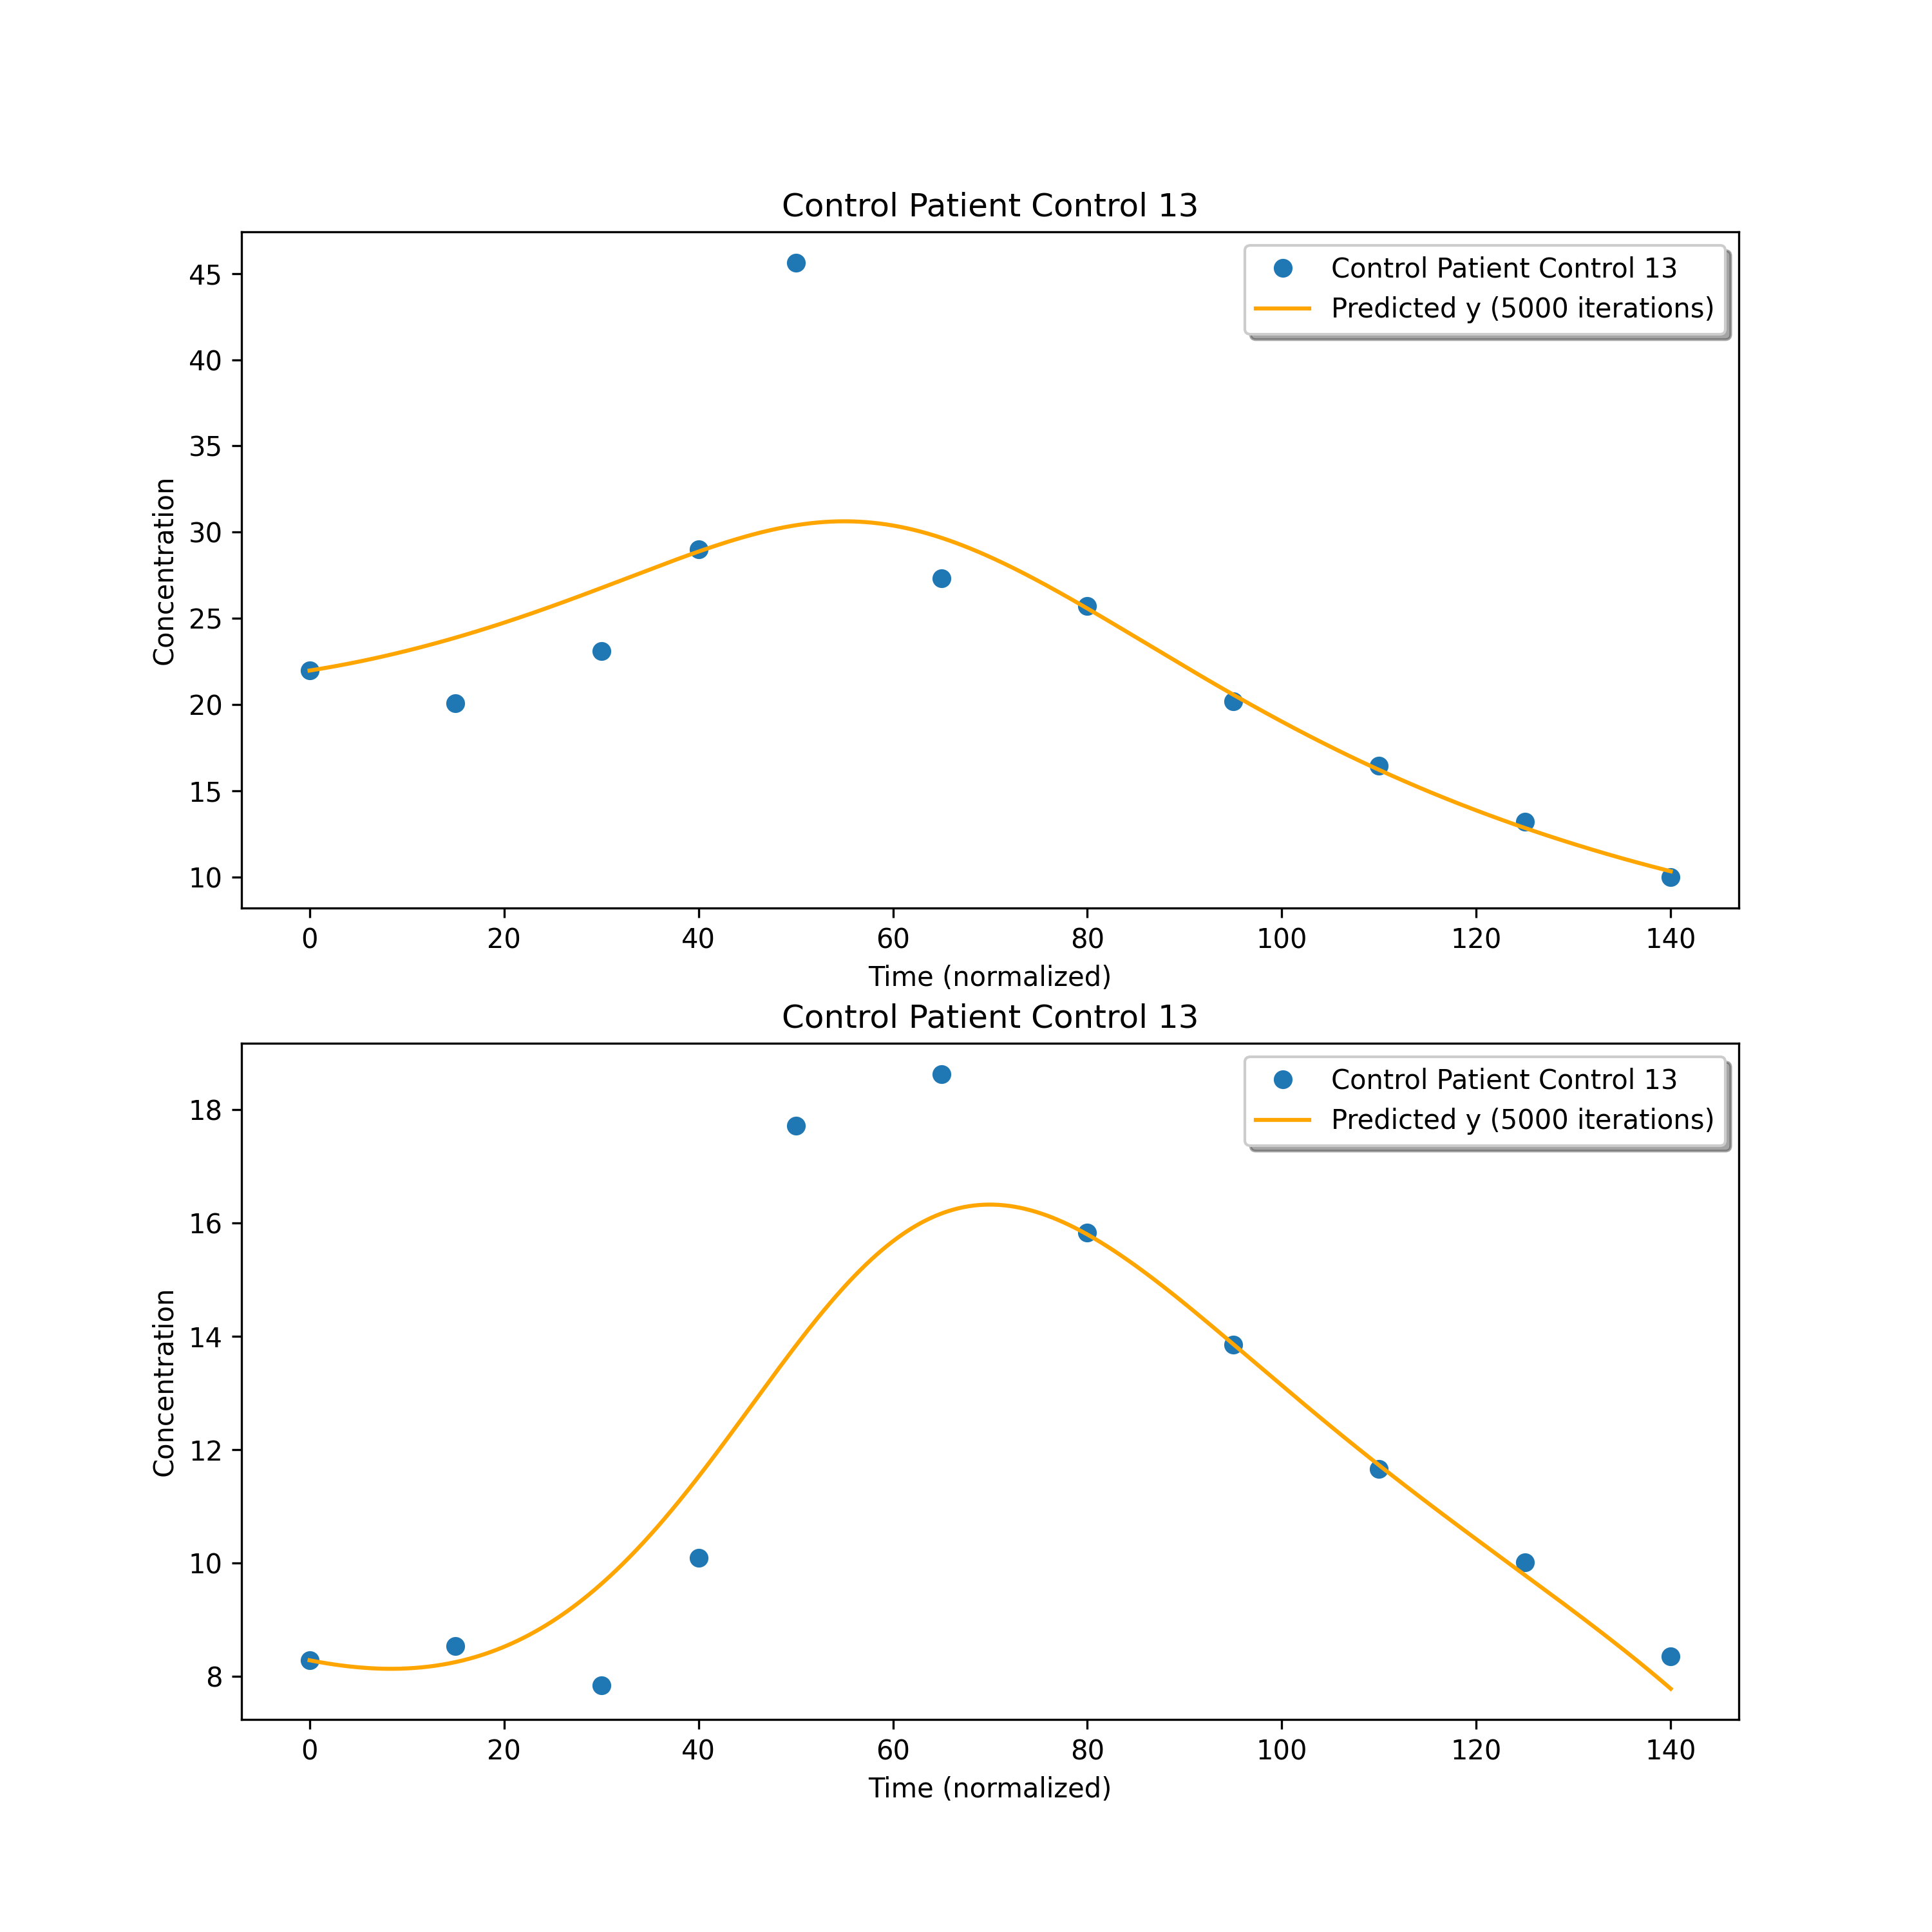 Control Patient Control 13
Control Patient Control 13
Predicted y (5000 iterations)
45
40
35
30
25
20
15
10
Concentration
0 20 40 60 80 100 120 140
Time (normalized)
Control Patient Control 13
Control Patient Control 13
Predicted y (5000 iterations)
18
16
14
12
10
8
Concentration
0 20 40 60 80 100 120 140
Time (normalized)